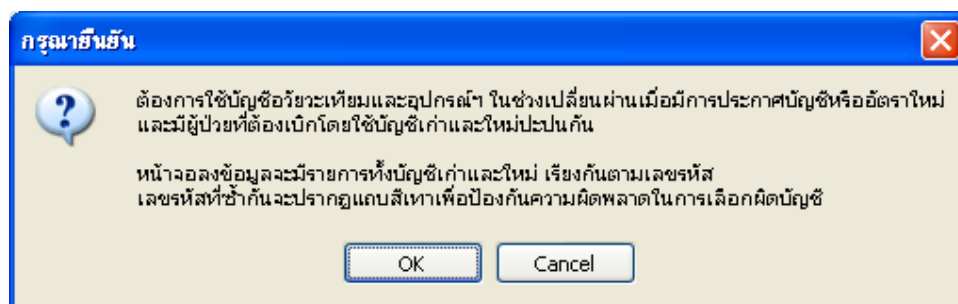 กรุณายืนยัน
ต้องการใช้บัญชีอวัยวะเทียมและอุปกรณ์ฯ ในช่วงเปลี่ยนผ่านเมื่อมีการประกาศบัญชีหรืออัตราใหม่
และมีผู้ป่วยที่ต้องเบิกโดยใช้บัญชีเก่าและใหม่ปะปนกัน
หน้าจอลงข้อมูลจะมีรายการทั้งบัญชีเก่าและใหม่ เรียงกันตามเลขรหัส
เลขรหัสที่ซ้ำกันจะปรากฏแถบสีเทาเพื่อป้องกันความผิดพลาดในการเลือกผิดบัญชี
OK Cancel